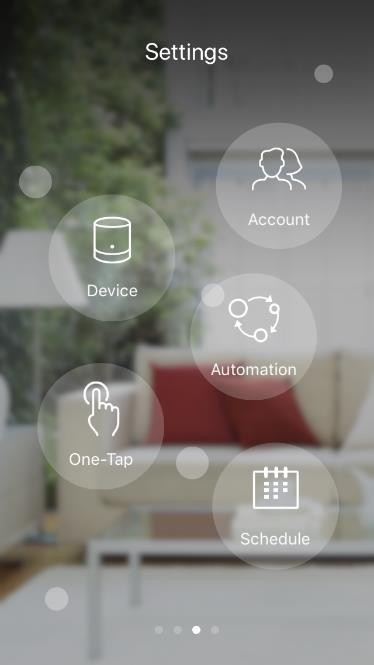 Settings
Account
Device
Automation
One-Tap
Schedule